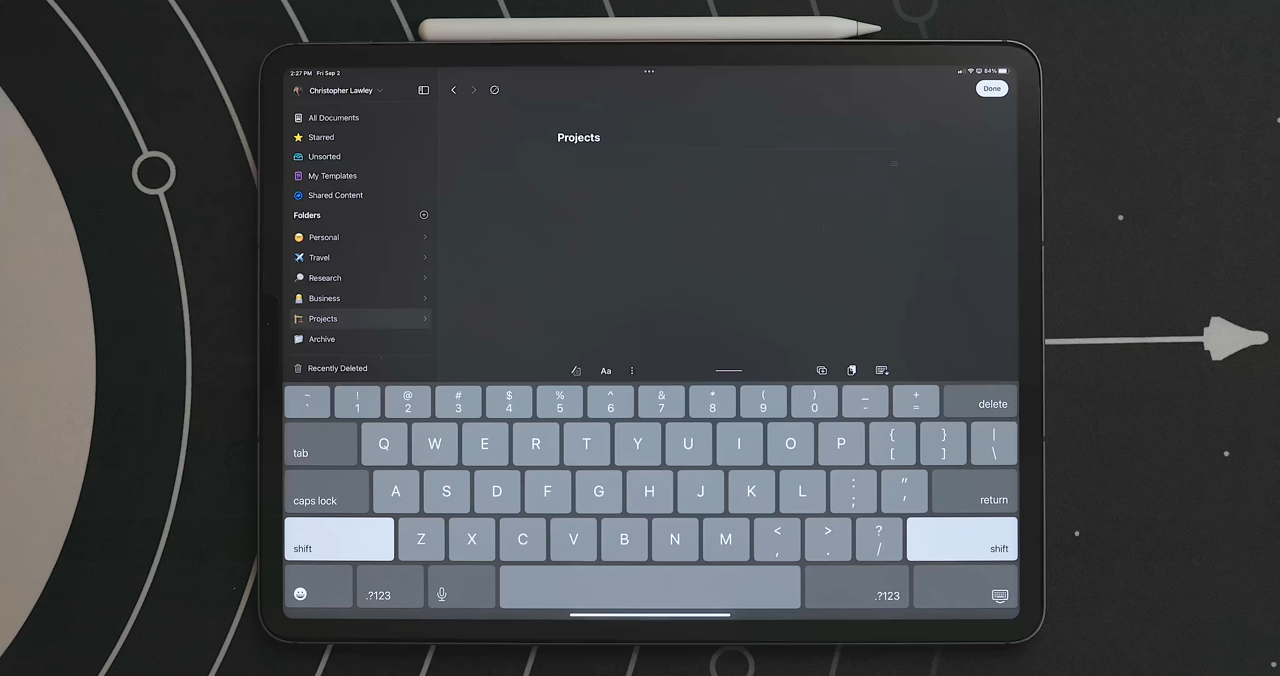 2:27 PM Fri Sep 2
84%
Christopher Lawley
Done
All Documents
Starred
Unsorted
My Templates
Shared Content
Folders
Personal
Travel
Research
Business
Projects
Archive
Recently Deleted
Projects
Aa
~ ! @ # $ % ^ & * ( ) _ +
` 1 2 3 4 5 6 7 8 9 0 - = delete
tab Q W E R T Y U I O P { [ } ] | \
caps lock A S D F G H J K L : ; " ' return
shift Z X C V B N M < , > . ? / shift
.?123 .?123